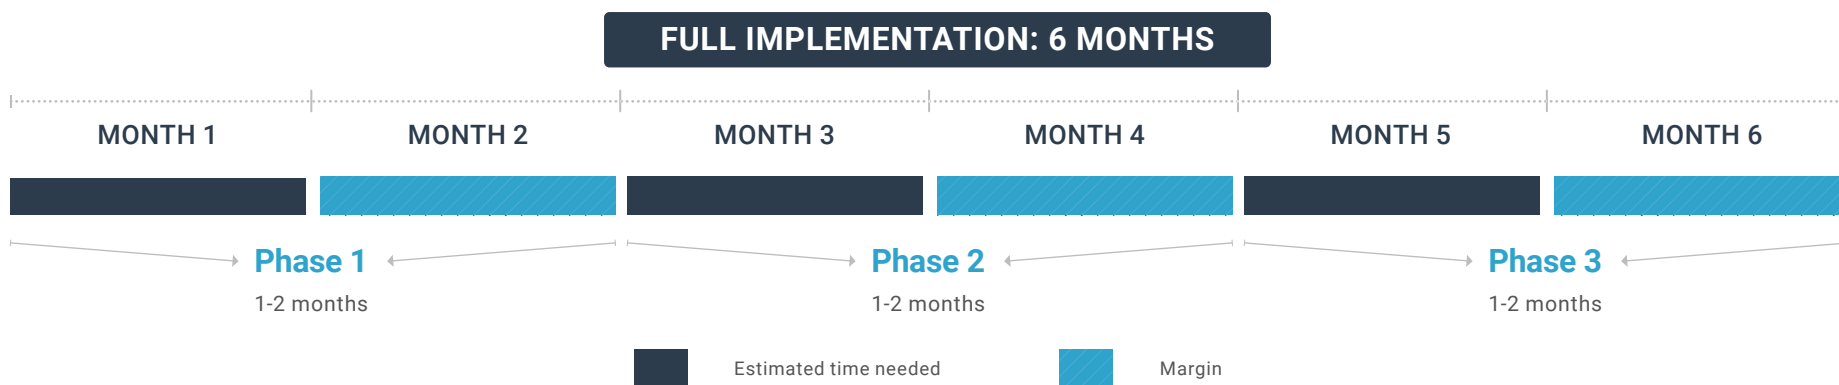 FULL IMPLEMENTATION: 6 MONTHS
MONTH 1 MONTH 2 MONTH 3 MONTH 4 MONTH 5 MONTH 6
Phase 1 Phase 2 Phase 3
1-2 months 1-2 months 1-2 months
Estimated time needed Margin